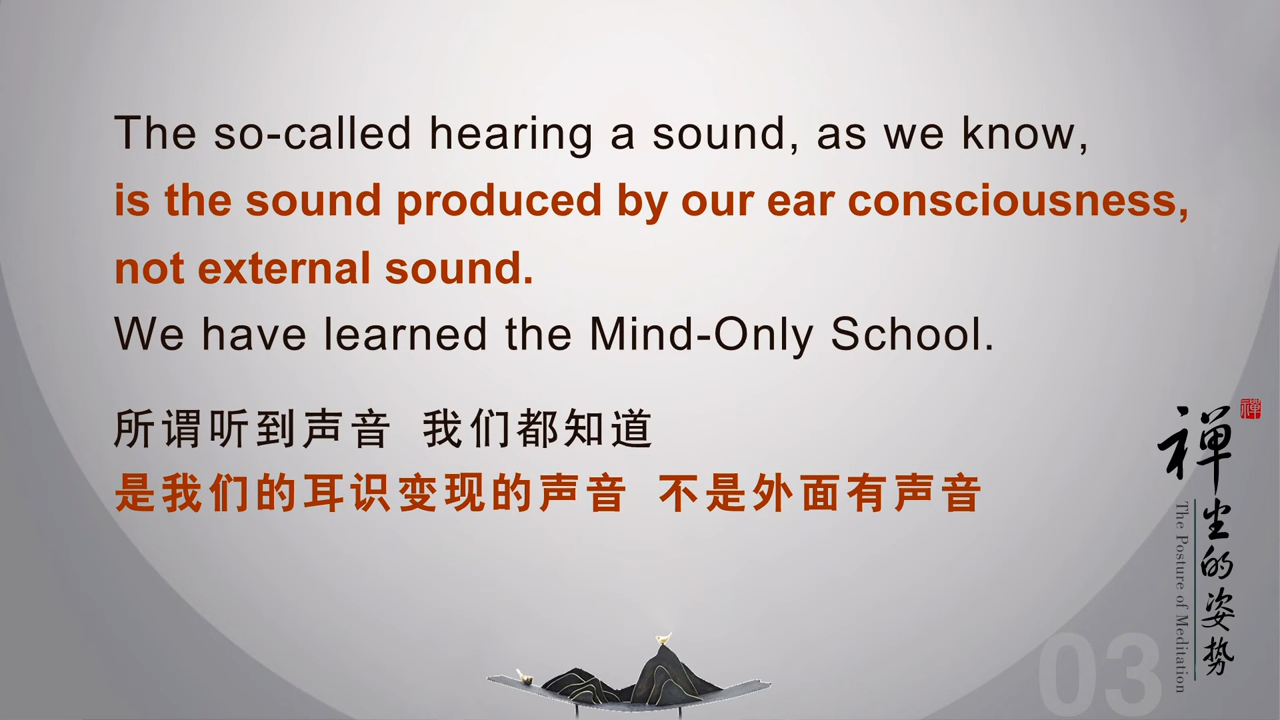 The so-called hearing a sound, as we know,
is the sound produced by our ear consciousness,
not external sound.
We have learned the Mind-Only School.
所谓听到声音 我们都知道
是我们的耳识变现的声音 不是外面有声音
禅坐的姿势
The Posture of Meditation
禅
03